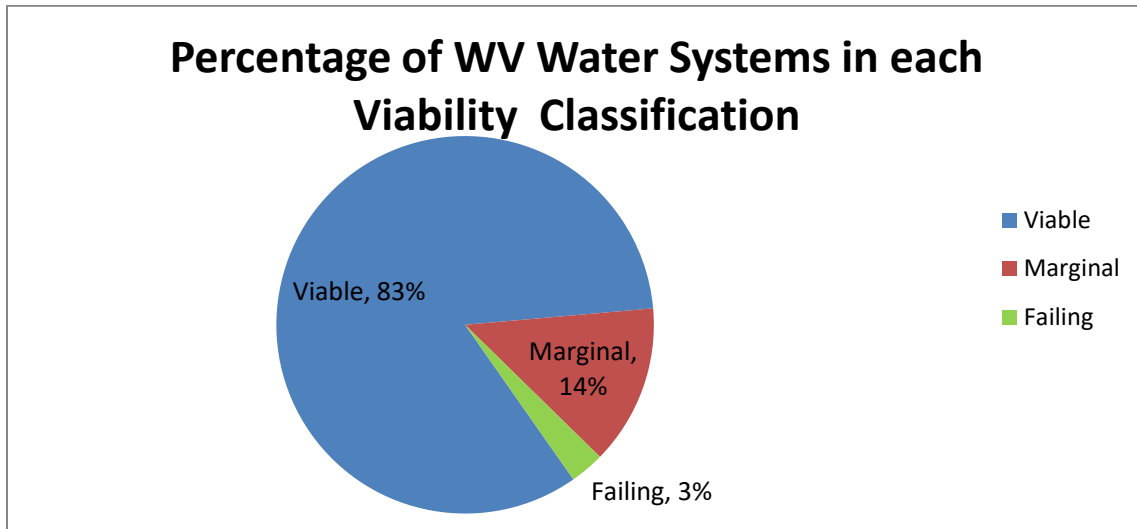 Percentage of WV Water Systems in each
Viability  Classification
Viable, 83%
Marginal,
14%
Failing, 3%
Viable
Marginal
Failing